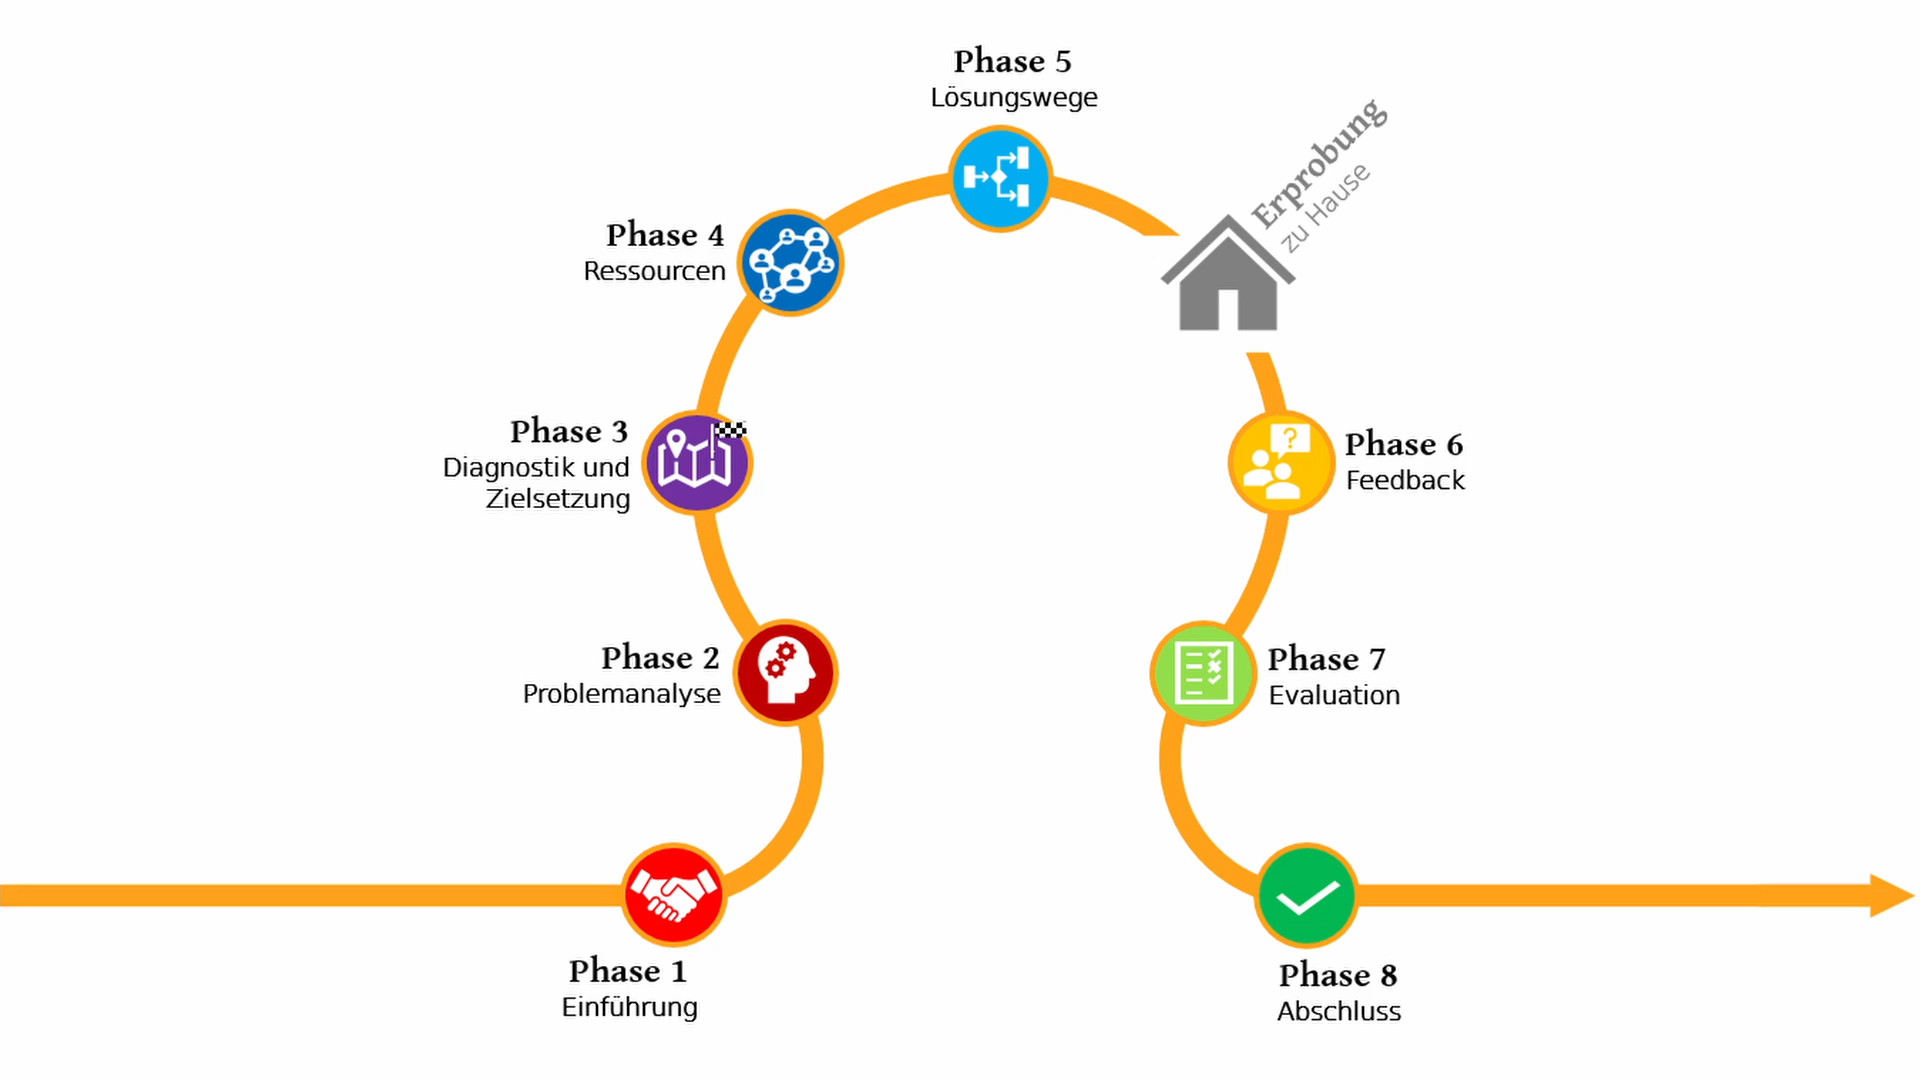 Phase 1
Einführung
Phase 2
Problemanalyse
Phase 3
Diagnostik und
Zielsetzung
Phase 4
Ressourcen
Phase 5
Lösungswege
Erprobung
zu Hause
?
Phase 6
Feedback
Phase 7
Evaluation
Phase 8
Abschluss